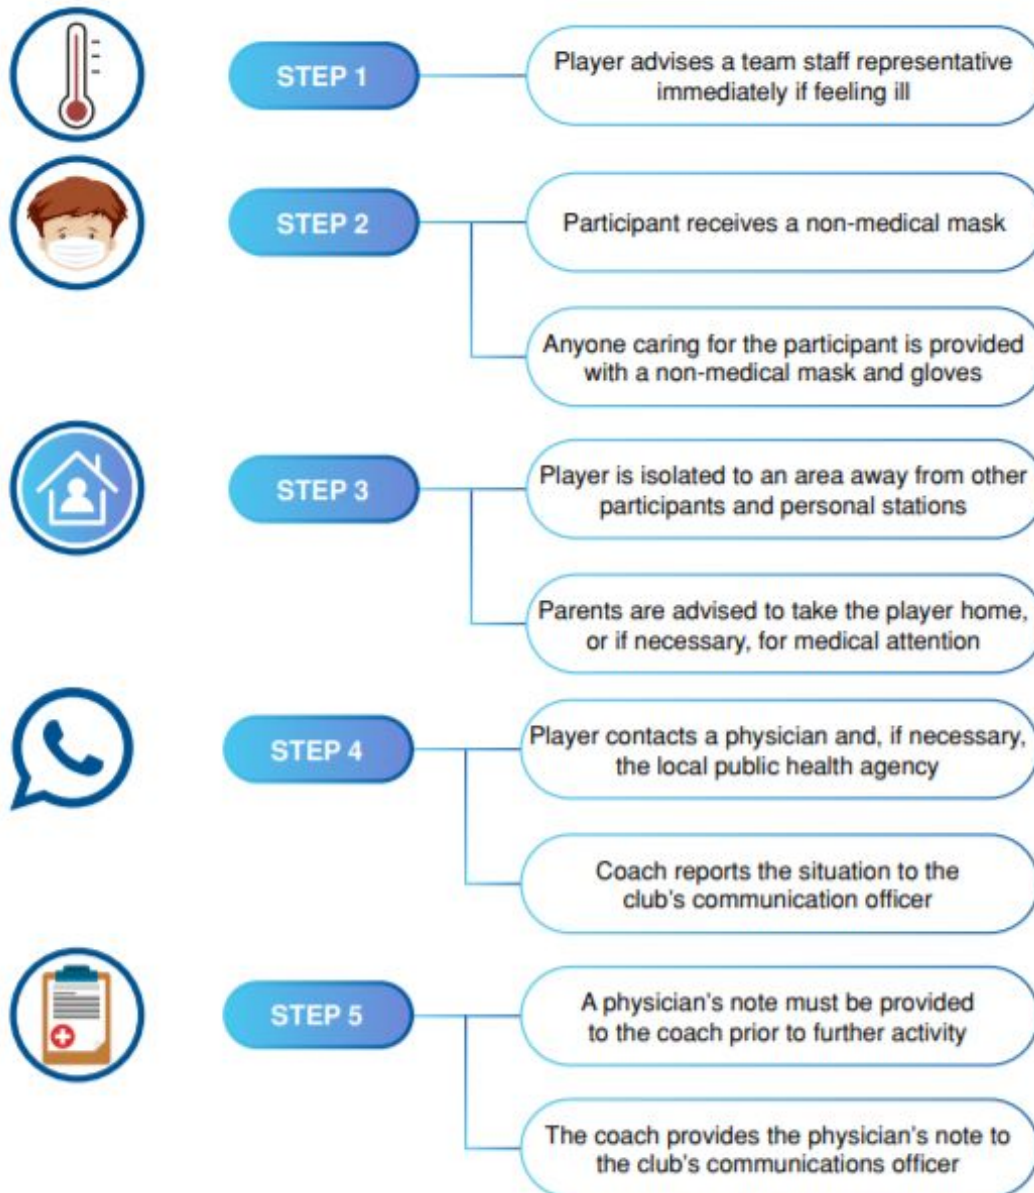 STEP 1
Player advises a team staff representative
immediately if feeling ill
STEP 2
Participant receives a non-medical mask
Anyone caring for the participant is provided
with a non-medical mask and gloves
STEP 3
Player is isolated to an area away from other
participants and personal stations
Parents are advised to take the player home,
or if necessary, for medical attention
STEP 4
Player contacts a physician and, if necessary,
the local public health agency
Coach reports the situation to the
club's communication officer
STEP 5
A physician's note must be provided
to the coach prior to further activity
The coach provides the physician's note to
the club's communications officer